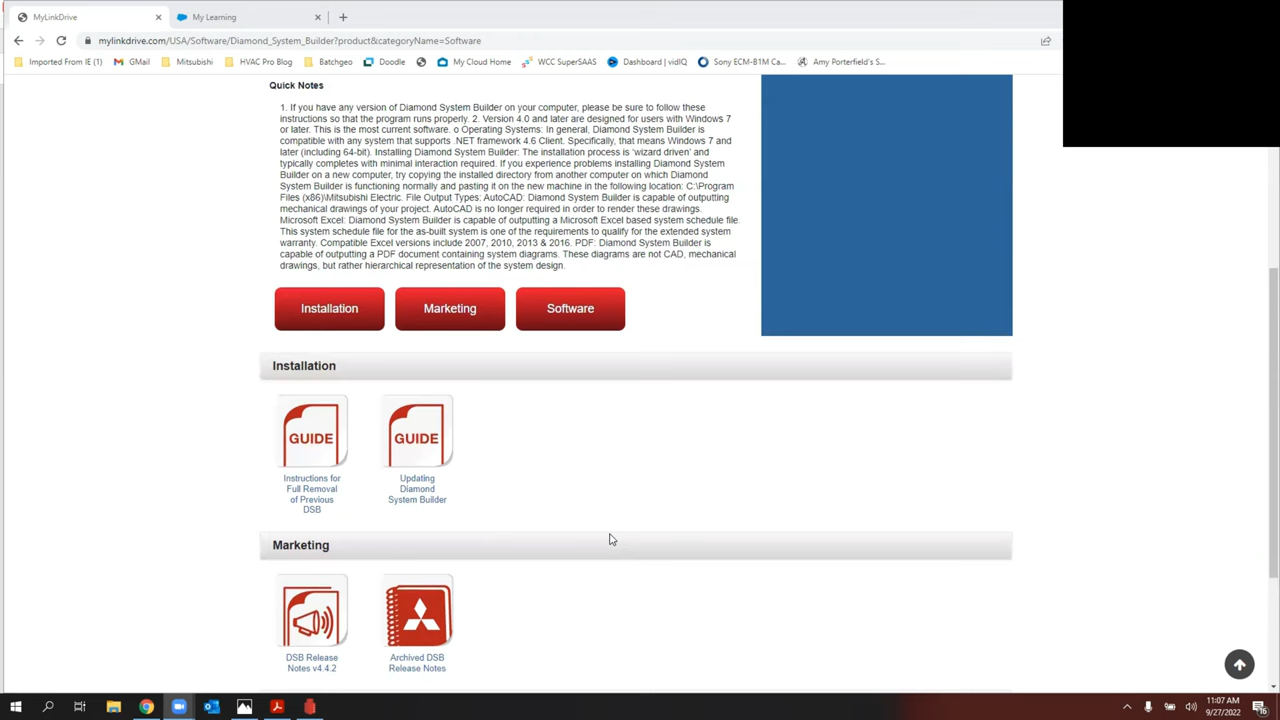 MyLinkDrive
My Learning
mylinkdrive.com/USA/Software/Diamond_System_Builder?product&categoryName=Software
Imported From IE (1)
GMail
Mitsubishi
HVAC Pro Blog
Batchgeo
Doodle
My Cloud Home
WCC SuperSAAS
Dashboard | vidIQ
Sony ECM-B1M Ca...
Amy Porterfield's S...
Quick Notes
1. If you have any version of Diamond System Builder on your computer, please be sure to follow these
instructions so that the program runs properly. 2. Version 4.0 and later are designed for users with Windows 7
or later. This is the most current software. o Operating Systems: In general, Diamond System Builder is
compatible with any system that supports .NET framework 4.6 Client. Specifically, that means Windows 7 and
later (including 64-bit). Installing Diamond System Builder: The installation process is 'wizard driven' and
typically completes with minimal interaction required. If you experience problems installing Diamond System
Builder on a new computer, try copying the installed directory from another computer on which Diamond
System Builder is functioning normally and pasting it on the new machine in the following location: C:\Program
Files (x86)\Mitsubishi Electric. File Output Types: AutoCAD: Diamond System Builder is capable of outputting
mechanical drawings of your project. AutoCAD is no longer required in order to render these drawings.
Microsoft Excel: Diamond System Builder is capable of outputting a Microsoft Excel based system schedule file.
This system schedule file for the as-built system is one of the requirements to qualify for the extended system
warranty. Compatible Excel versions include 2007, 2010, 2013 & 2016. PDF: Diamond System Builder is
capable of outputting a PDF document containing system diagrams. These diagrams are not CAD, mechanical
drawings, but rather hierarchical representation of the system design.
Installation
Marketing
Software
Installation
GUIDE
GUIDE
Instructions for
Full Removal
of Previous
DSB
Updating
Diamond
System Builder
Marketing
DSB Release
Notes v4.4.2
Archived DSB
Release Notes
11:07 AM
9/27/2022
16